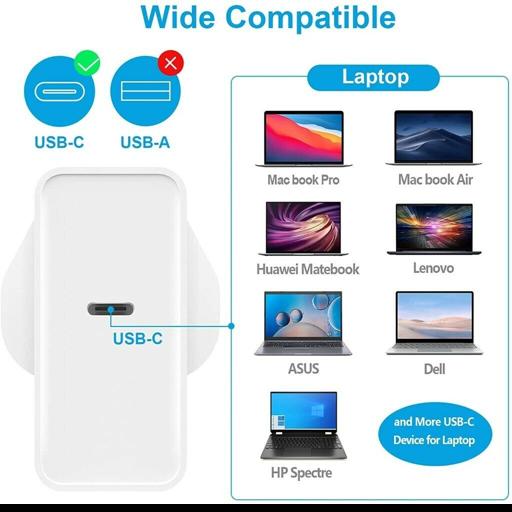 Wide Compatible
USB-C
USB-A
Laptop
Mac book Pro
Mac book Air
Huawei Matebook
Lenovo
USB-C
ASUS
Dell
HP Spectre
and More USB-C
Device for Laptop